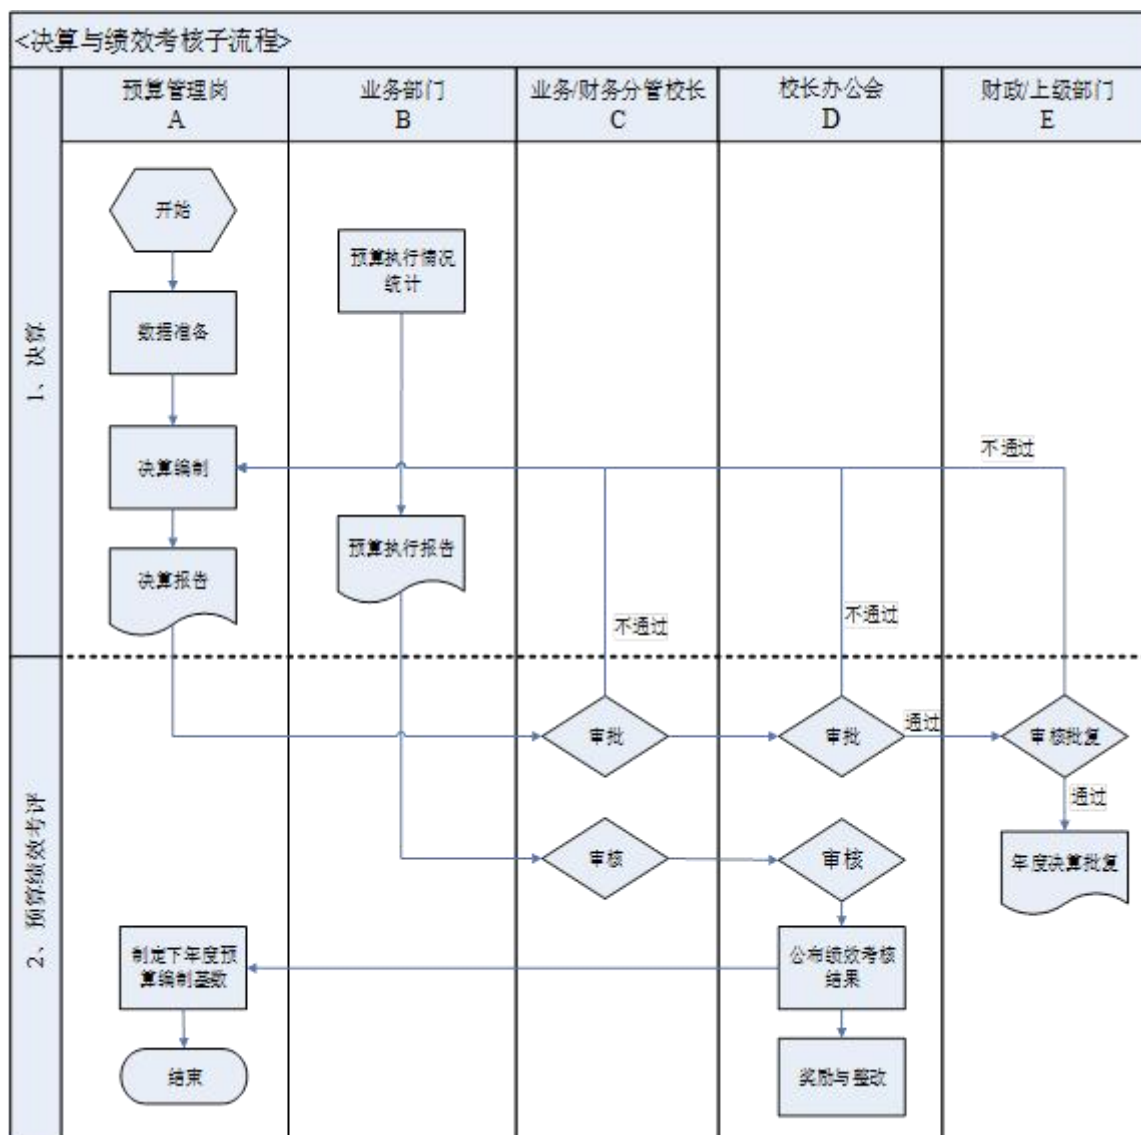 <决算与绩效考核子流程>
预算管理岗
A
业务部门
B
业务/财务分管校长
C
校长办公会
D
财政/上级部门
E
1、决算
开始
预算执行情况
统计
数据准备
决算编制
不通过
预算执行报告
决算报告
不通过
不通过
2、预算绩效考评
审批
审批
通过
审核批复
通过
审核
审核
年度决算批复
制定下年度预
算编制基数
公布绩效考核
结果
结束
奖励与整改